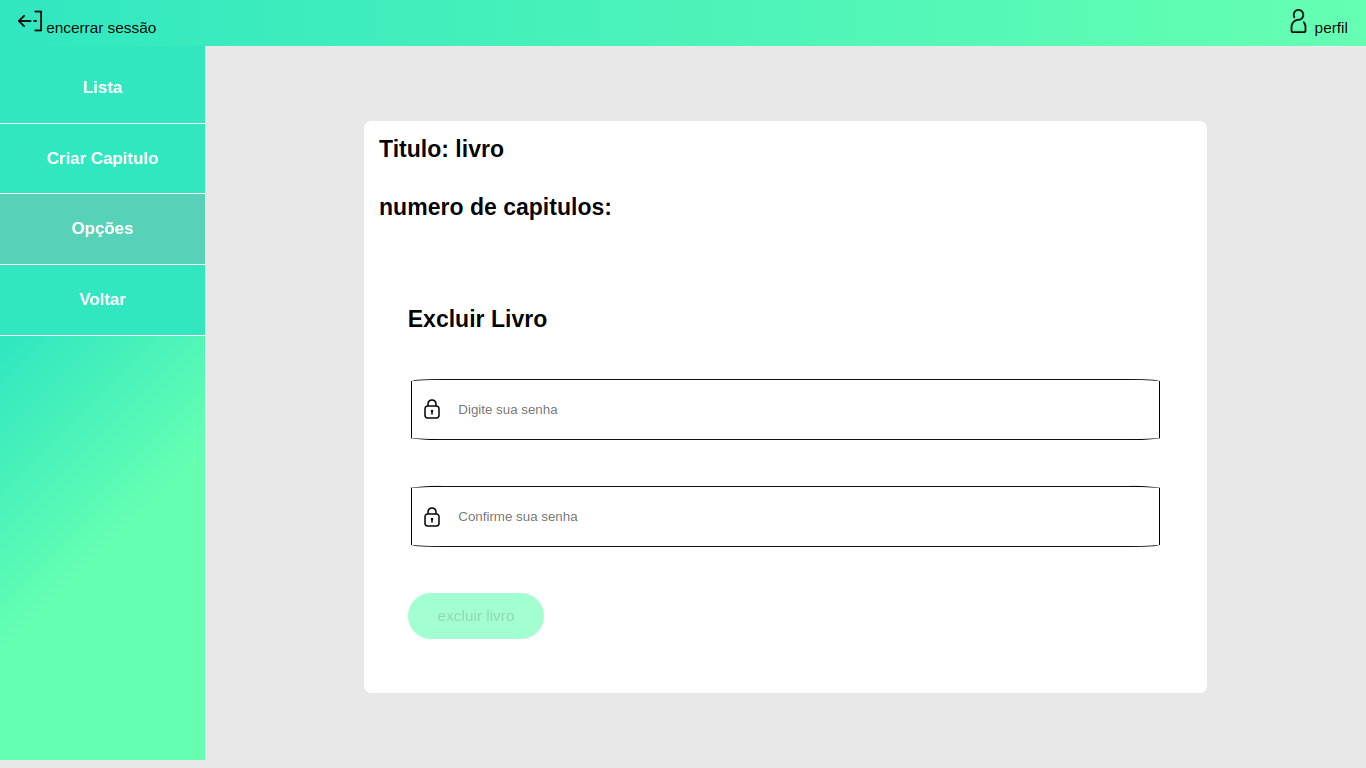 encerrar sessão
perfil
Lista
Criar Capitulo
Opções
Voltar
Titulo: livro
numero de capitulos:
Excluir Livro
Digite sua senha
Confirme sua senha
excluir livro